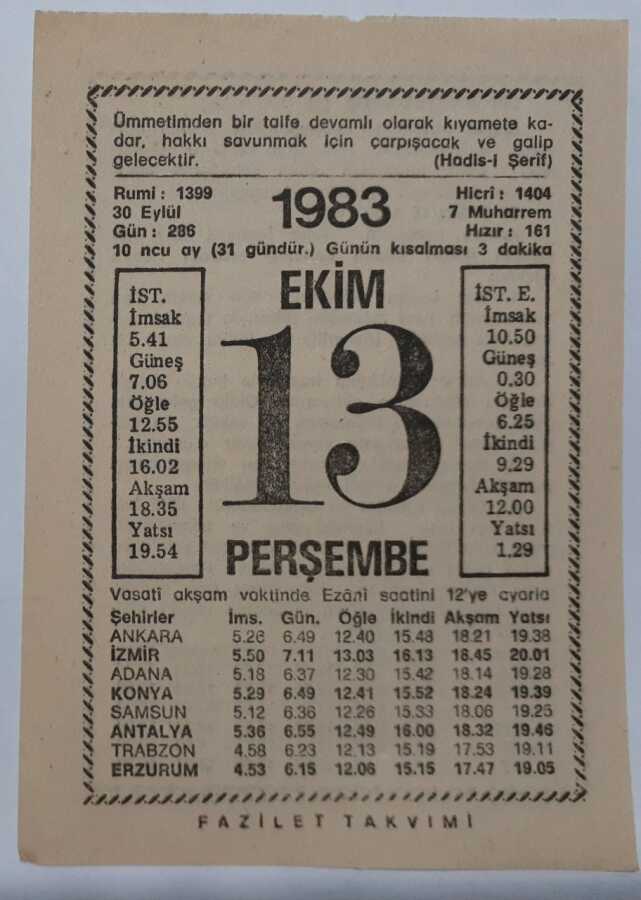 Ümmetimden bir taife devamlı olarak kıyamete ka-
dar, hakkı savunmak için çarpışacak ve galip
gelecektir. (Hadis-i Şerif)
Rumi : 1399
30 Eylül
Gün : 286
1983
Hicrî : 1404
7 Muharrem
Hızır : 161
10 ncu ay (31 gündür.) Günün kısalması 3 dakika
İST.
İmsak
5.41
Güneş
7.06
Öğle
12.55
İkindi
16.02
Akşam
18.35
Yatsı
19.54
EKİM
13
PERŞEMBE
İST. E.
İmsak
10.50
Güneş
0.30
Öğle
6.25
İkindi
9.29
Akşam
12.00
Yatsı
1.29
Vasatî akşam vaktinde Ezânî saatini 12'ye ayarla
Şehirler İms. Gün. Öğle İkindi Akşam Yatsı
ANKARA 5.26 6.49 12.40 15.48 18.21 19.38
İZMİR 5.50 7.11 13.03 16.13 18.45 20.01
ADANA 5.18 6.37 12.30 15.42 18.14 19.28
KONYA 5.29 6.49 12.41 15.52 18.24 19.39
SAMSUN 5.12 6.36 12.26 15.33 18.06 19.25
ANTALYA 5.36 6.55 12.49 16.00 18.32 19.46
TRABZON 4.58 6.23 12.13 15.19 17.53 19.11
ERZURUM 4.53 6.15 12.06 15.15 17.47 19.05
FAZİLET TAKVİMİ